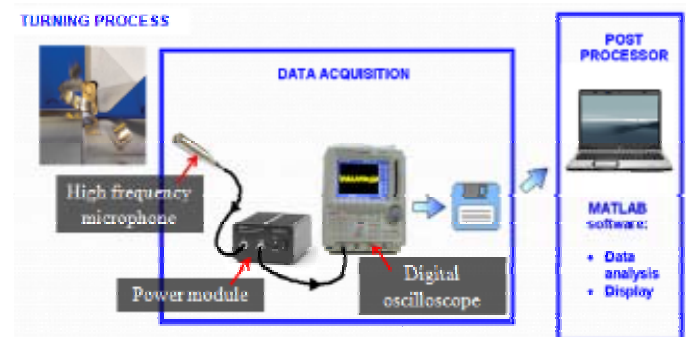 TURNING PROCESS
DATA ACQUISITION
High frequency
microphone
Power module
Digital
oscilloscope
POST
PROCESSOR
MATLAB
software:
• Data
analysis
• Display